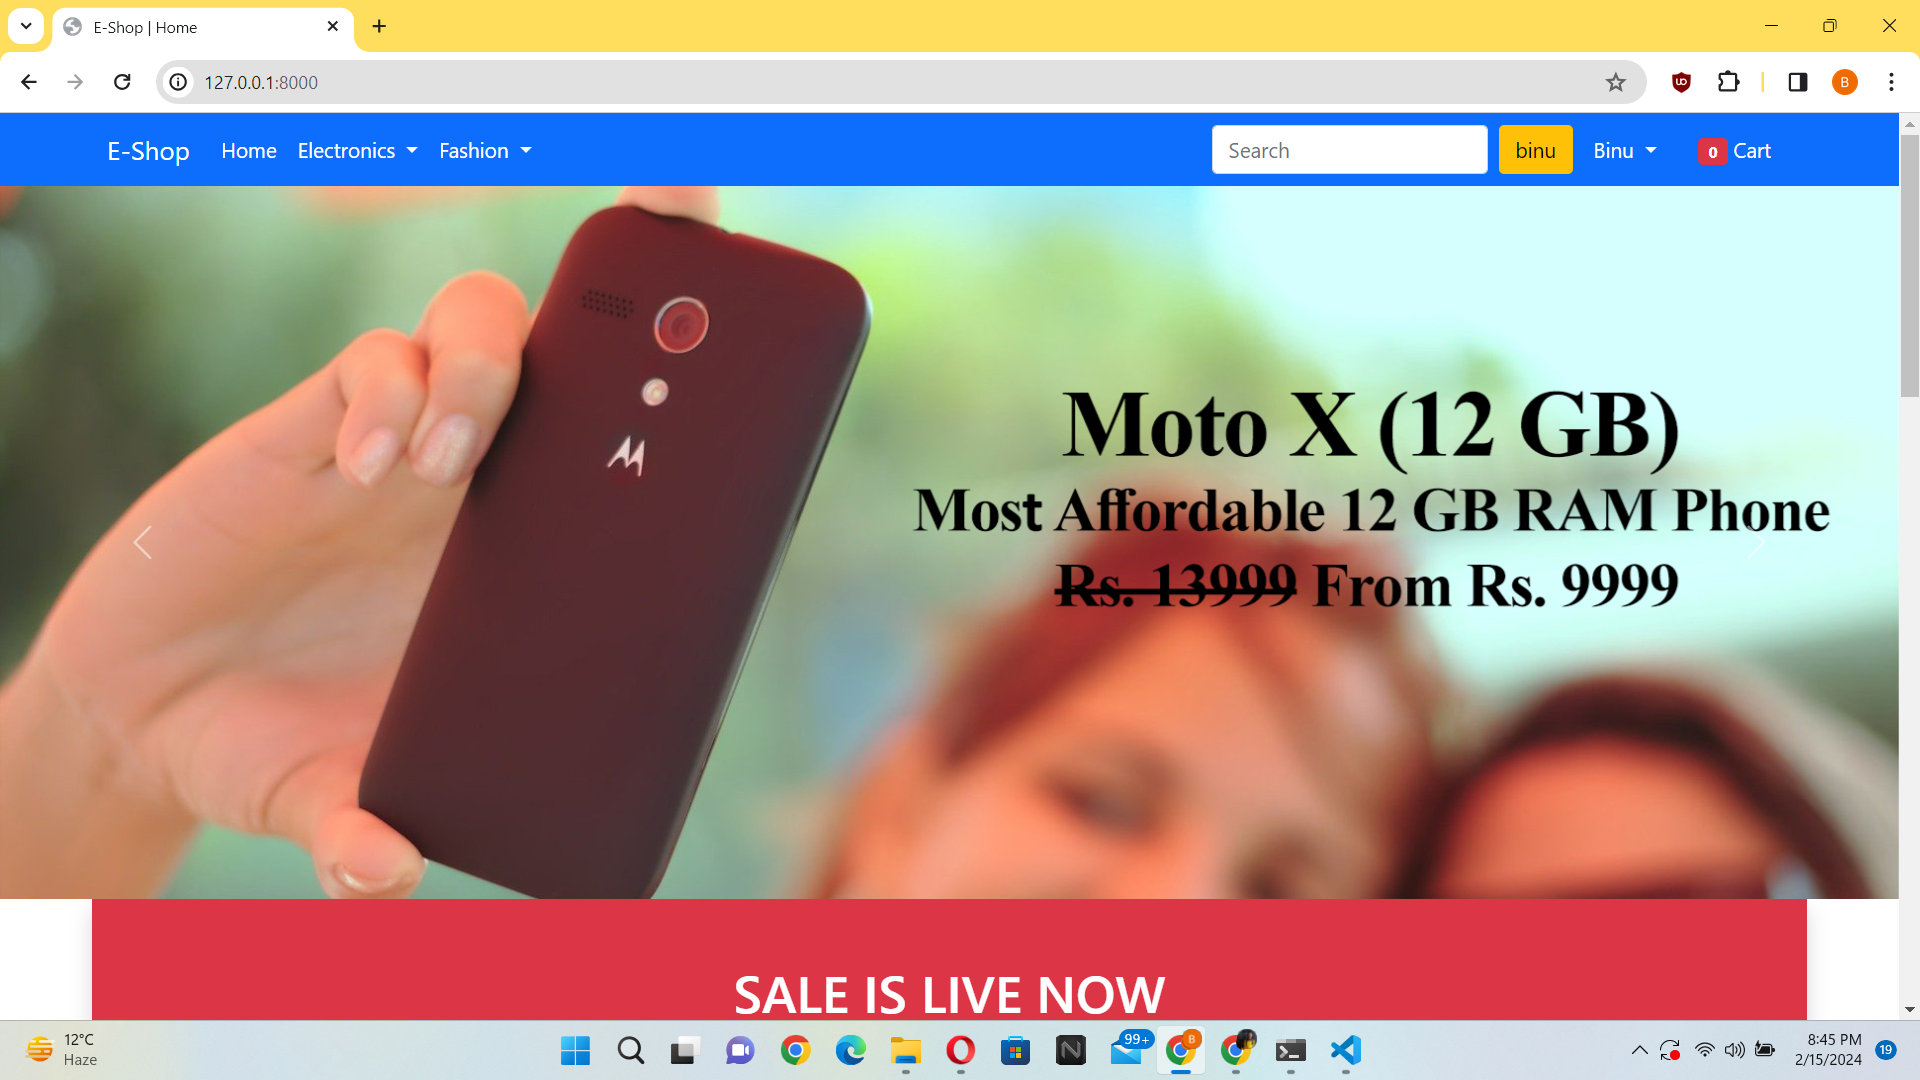 E-Shop | Home
127.0.0.1:8000
B
E-Shop Home Electronics Fashion Search binu Binu 0 Cart
Moto X (12 GB)
Most Affordable 12 GB RAM Phone
Rs. 13999 From Rs. 9999
SALE IS LIVE NOW
12°C
Haze
99+
B
8:45 PM
2/15/2024
19